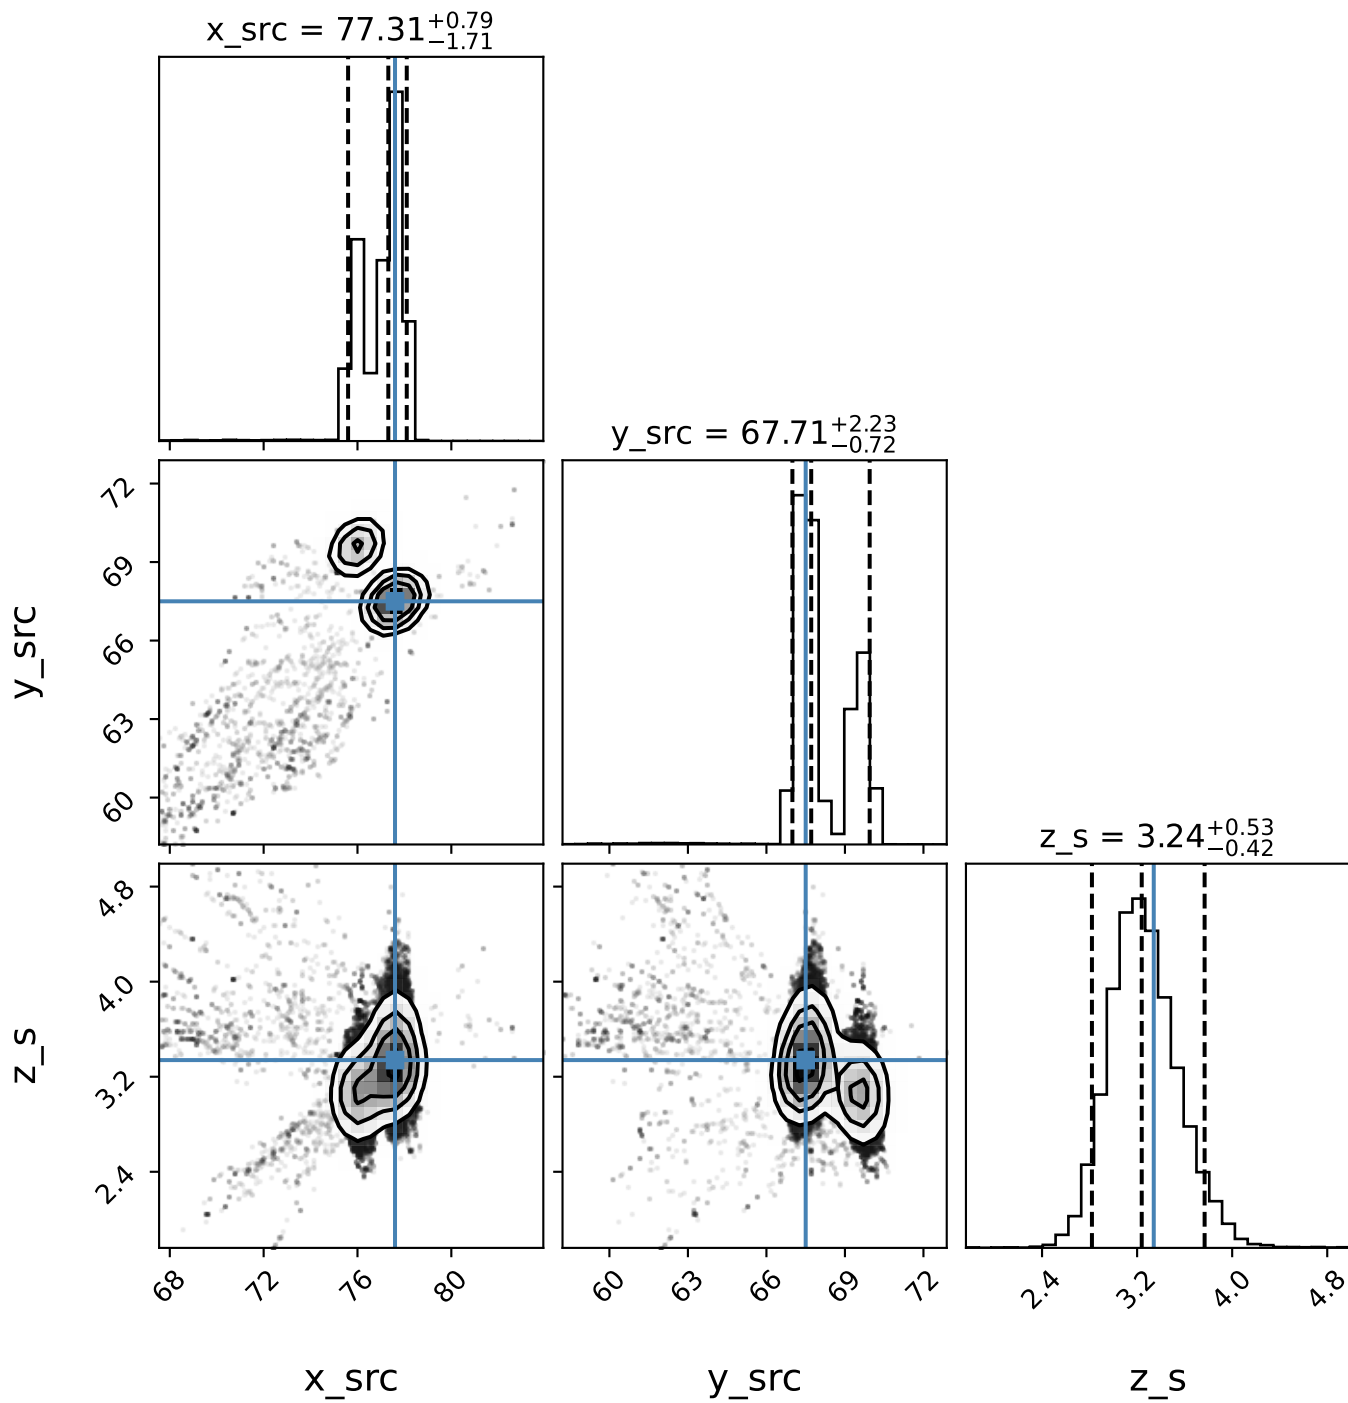 x_src = 77.31 +0.79 −1.71
y_src = 67.71 +2.23 −0.72
y_src
72
69
66
63
60
z_s = 3.24 +0.53 −0.42
z_s
4.8
4.0
3.2
2.4
68 72 76 80 60 63 66 69 72 2.4 3.2 4.0 4.8
x_src y_src z_s